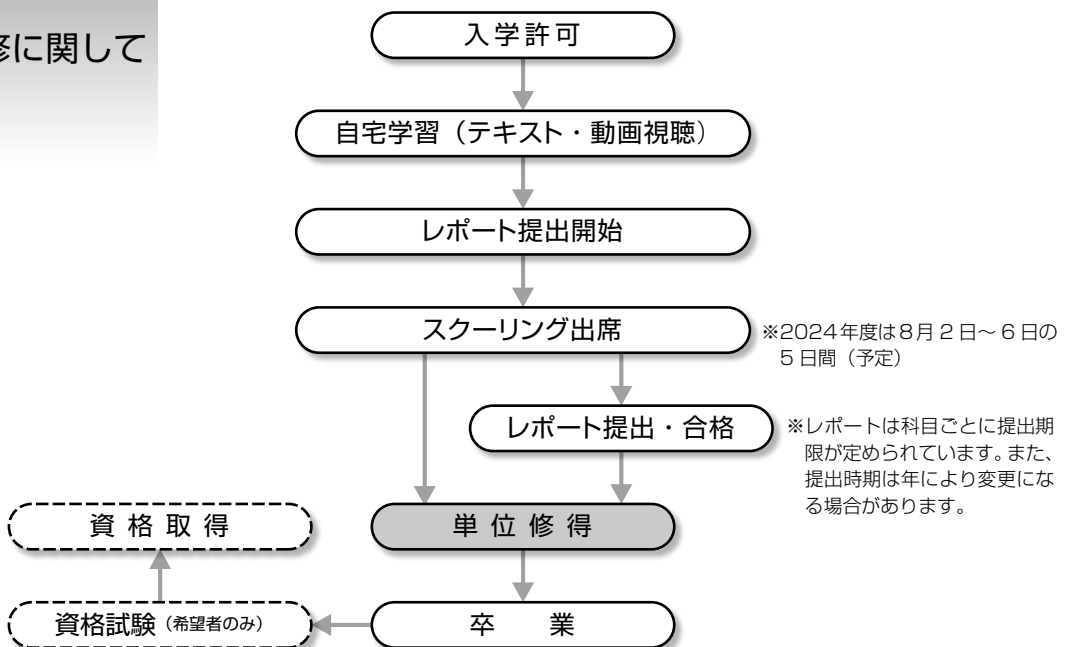 修に関して
入学許可
自宅学習（テキスト・動画視聴）
レポート提出開始
スクーリング出席
※2024年度は8月2日～6日の
5日間（予定）
レポート提出・合格
※レポートは科目ごとに提出期
限が定められています。また、
提出時期は年により変更にな
る場合があります。
資格取得
単位修得
資格試験（希望者のみ）
卒業